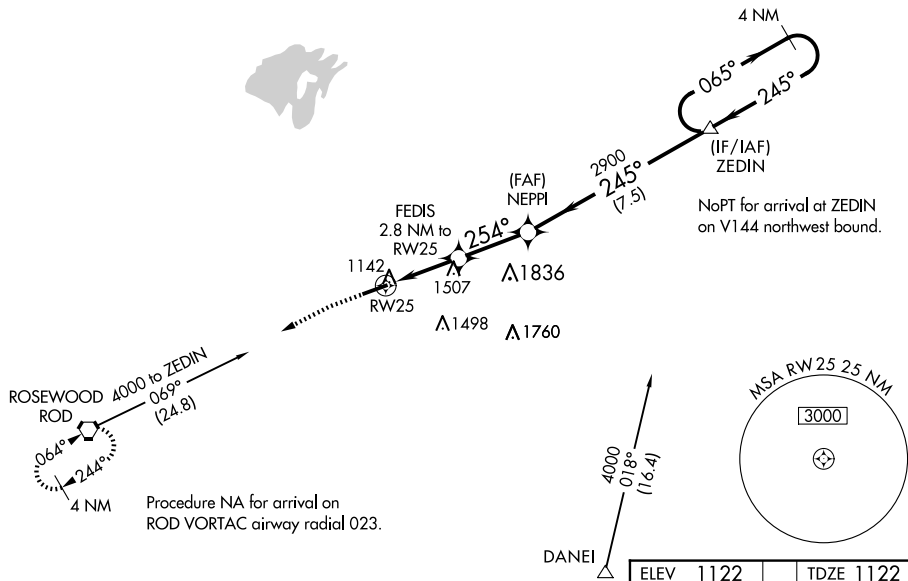 4 NM
065°
245°
(IF/IAF)
ZEDIN
2900
245°
(7.5)
NoPT for arrival at ZEDIN
on V144 northwest bound.
(FAF)
NEPPI
FEDIS
2.8 NM to
RW25
254°
1142
RW25
1507
1836
1498
1760
4000 to ZEDIN
069°
(24.8)
ROSEWOOD
ROD
064°
244°
4 NM
Procedure NA for arrival on
ROD VORTAC airway radial 023.
MSA RW25 25 NM
3000
4000
018°
(16.4)
DANEI
ELEV 1122 TDZE 1122